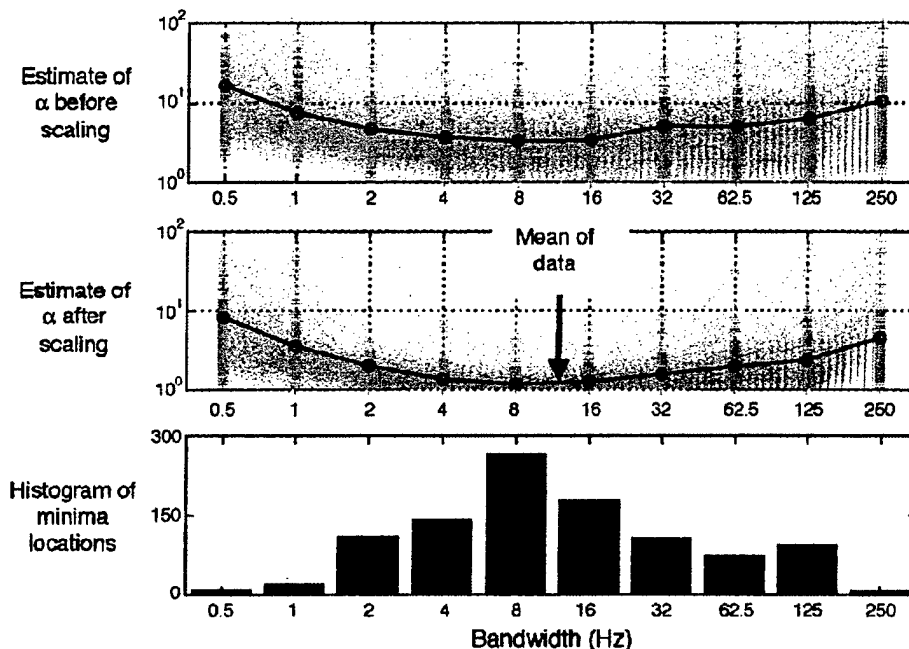 Estimate of
α before
scaling
10²
10¹
10⁰
0.5 1 2 4 8 16 32 62.5 125 250
Estimate of
α after
scaling
10²
10¹
10⁰
Mean of
data
0.5 1 2 4 8 16 32 62.5 125 250
Histogram of
minima
locations
300
150
0
0.5 1 2 4 8 16 32 62.5 125 250
Bandwidth (Hz)